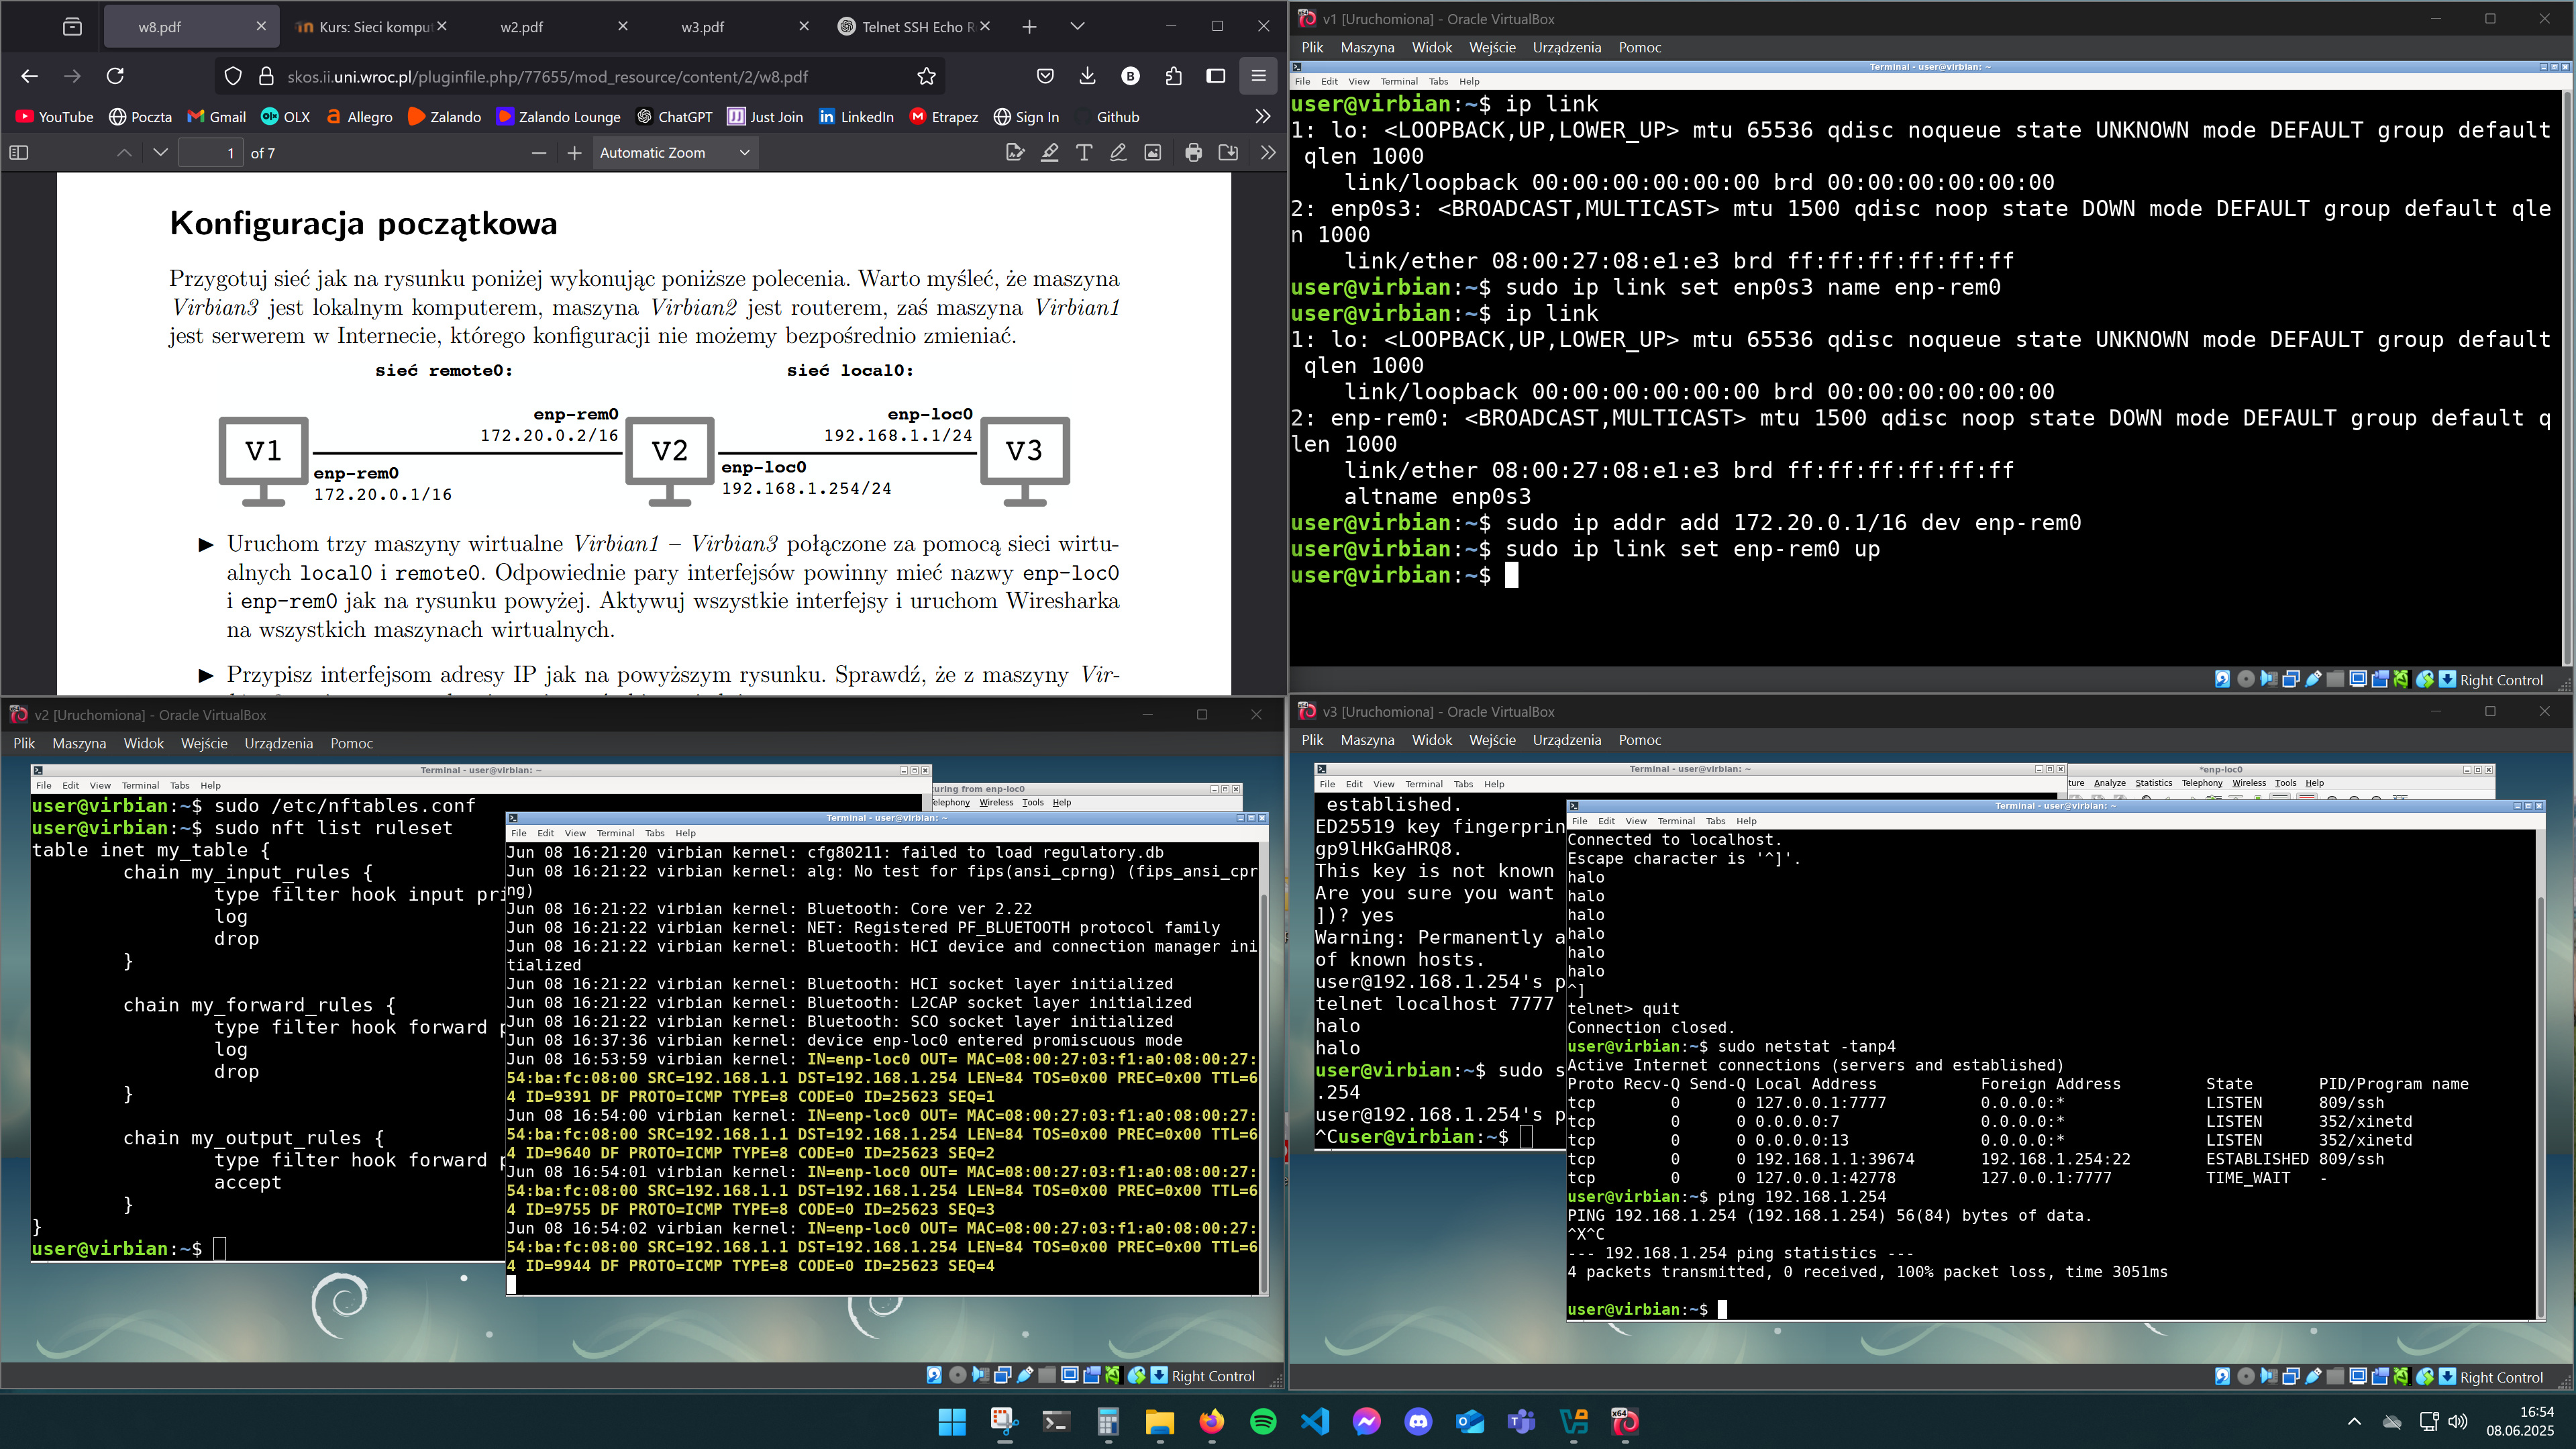 w8.pdf
Kurs: Sieci komput
w2.pdf
w3.pdf
Telnet SSH Echo R
skos.ii.uni.wroc.pl/pluginfile.php/77655/mod_resource/content/2/w8.pdf
B
YouTube Poczta Gmail OLX Allegro Zalando Zalando Lounge ChatGPT Just Join LinkedIn Etrapez Sign In Github
1 of 7
Automatic Zoom
Konfiguracja początkowa
Przygotuj sieć jak na rysunku poniżej wykonując poniższe polecenia. Warto myśleć, że maszyna
Virbian3 jest lokalnym komputerem, maszyna Virbian2 jest routerem, zaś maszyna Virbian1
jest serwerem w Internecie, którego konfiguracji nie możemy bezpośrednio zmieniać.
sieć remote0: sieć local0:
enp-rem0 enp-loc0
172.20.0.2/16 192.168.1.1/24
V1 V2 V3
enp-rem0 enp-loc0
172.20.0.1/16 192.168.1.254/24
► Uruchom trzy maszyny wirtualne Virbian1 – Virbian3 połączone za pomocą sieci wirtu-
alnych local0 i remote0. Odpowiednie pary interfejsów powinny mieć nazwy enp-loc0
i enp-rem0 jak na rysunku powyżej. Aktywuj wszystkie interfejsy i uruchom Wiresharka
na wszystkich maszynach wirtualnych.
► Przypisz interfejsom adresy IP jak na powyższym rysunku. Sprawdź, że z maszyny Vir-
v1 [Uruchomiona] - Oracle VirtualBox
Plik Maszyna Widok Wejście Urządzenia Pomoc
Terminal - user@virbian: ~
File Edit View Terminal Tabs Help
user@virbian:~$ ip link
1: lo: <LOOPBACK,UP,LOWER_UP> mtu 65536 qdisc noqueue state UNKNOWN mode DEFAULT group default
qlen 1000
link/loopback 00:00:00:00:00:00 brd 00:00:00:00:00:00
2: enp0s3: <BROADCAST,MULTICAST> mtu 1500 qdisc noop state DOWN mode DEFAULT group default qle
n 1000
link/ether 08:00:27:08:e1:e3 brd ff:ff:ff:ff:ff:ff
user@virbian:~$ sudo ip link set enp0s3 name enp-rem0
user@virbian:~$ ip link
1: lo: <LOOPBACK,UP,LOWER_UP> mtu 65536 qdisc noqueue state UNKNOWN mode DEFAULT group default
qlen 1000
link/loopback 00:00:00:00:00:00 brd 00:00:00:00:00:00
2: enp-rem0: <BROADCAST,MULTICAST> mtu 1500 qdisc noop state DOWN mode DEFAULT group default q
len 1000
link/ether 08:00:27:08:e1:e3 brd ff:ff:ff:ff:ff:ff
altname enp0s3
user@virbian:~$ sudo ip addr add 172.20.0.1/16 dev enp-rem0
user@virbian:~$ sudo ip link set enp-rem0 up
user@virbian:~$
Right Control
v2 [Uruchomiona] - Oracle VirtualBox
Plik Maszyna Widok Wejście Urządzenia Pomoc
Terminal - user@virbian: ~
File Edit View Terminal Tabs Help
user@virbian:~$ sudo /etc/nftables.conf
user@virbian:~$ sudo nft list ruleset
table inet my_table {
chain my_input_rules {
type filter hook input pri
log
drop
}
chain my_forward_rules {
type filter hook forward p
log
drop
}
chain my_output_rules {
type filter hook forward p
accept
}
}
user@virbian:~$
turing from enp-loc0
Telephony Wireless Tools Help
Terminal - user@virbian: ~
File Edit View Terminal Tabs Help
Jun 08 16:21:20 virbian kernel: cfg80211: failed to load regulatory.db
Jun 08 16:21:22 virbian kernel: alg: No test for fips(ansi_cprng) (fips_ansi_cpr
ng)
Jun 08 16:21:22 virbian kernel: Bluetooth: Core ver 2.22
Jun 08 16:21:22 virbian kernel: NET: Registered PF_BLUETOOTH protocol family
Jun 08 16:21:22 virbian kernel: Bluetooth: HCI device and connection manager ini
tialized
Jun 08 16:21:22 virbian kernel: Bluetooth: HCI socket layer initialized
Jun 08 16:21:22 virbian kernel: Bluetooth: L2CAP socket layer initialized
Jun 08 16:21:22 virbian kernel: Bluetooth: SCO socket layer initialized
Jun 08 16:37:36 virbian kernel: device enp-loc0 entered promiscuous mode
Jun 08 16:53:59 virbian kernel: IN=enp-loc0 OUT= MAC=08:00:27:03:f1:a0:08:00:27:
54:ba:fc:08:00 SRC=192.168.1.1 DST=192.168.1.254 LEN=84 TOS=0x00 PREC=0x00 TTL=6
4 ID=9391 DF PROTO=ICMP TYPE=8 CODE=0 ID=25623 SEQ=1
Jun 08 16:54:00 virbian kernel: IN=enp-loc0 OUT= MAC=08:00:27:03:f1:a0:08:00:27:
54:ba:fc:08:00 SRC=192.168.1.1 DST=192.168.1.254 LEN=84 TOS=0x00 PREC=0x00 TTL=6
4 ID=9640 DF PROTO=ICMP TYPE=8 CODE=0 ID=25623 SEQ=2
Jun 08 16:54:01 virbian kernel: IN=enp-loc0 OUT= MAC=08:00:27:03:f1:a0:08:00:27:
54:ba:fc:08:00 SRC=192.168.1.1 DST=192.168.1.254 LEN=84 TOS=0x00 PREC=0x00 TTL=6
4 ID=9755 DF PROTO=ICMP TYPE=8 CODE=0 ID=25623 SEQ=3
Jun 08 16:54:02 virbian kernel: IN=enp-loc0 OUT= MAC=08:00:27:03:f1:a0:08:00:27:
54:ba:fc:08:00 SRC=192.168.1.1 DST=192.168.1.254 LEN=84 TOS=0x00 PREC=0x00 TTL=6
4 ID=9944 DF PROTO=ICMP TYPE=8 CODE=0 ID=25623 SEQ=4
Right Control
v3 [Uruchomiona] - Oracle VirtualBox
Plik Maszyna Widok Wejście Urządzenia Pomoc
Terminal - user@virbian: ~
File Edit View Terminal Tabs Help
established.
ED25519 key fingerprin
gp9lHkGaHRQ8.
This key is not known
Are you sure you want
])? yes
Warning: Permanently a
of known hosts.
user@192.168.1.254's p
telnet localhost 7777
halo
halo
user@virbian:~$ sudo s
.254
user@192.168.1.254's p
^Cuser@virbian:~$
*enp-loc0
ture Analyze Statistics Telephony Wireless Tools Help
Terminal - user@virbian: ~
File Edit View Terminal Tabs Help
Connected to localhost.
Escape character is '^]'.
halo
halo
halo
halo
halo
halo
^]
telnet> quit
Connection closed.
user@virbian:~$ sudo netstat -tanp4
Active Internet connections (servers and established)
Proto Recv-Q Send-Q Local Address Foreign Address State PID/Program name
tcp 0 0 127.0.0.1:7777 0.0.0.0:* LISTEN 809/ssh
tcp 0 0 0.0.0.0:7 0.0.0.0:* LISTEN 352/xinetd
tcp 0 0 0.0.0.0:13 0.0.0.0:* LISTEN 352/xinetd
tcp 0 0 192.168.1.1:39674 192.168.1.254:22 ESTABLISHED 809/ssh
tcp 0 0 127.0.0.1:42778 127.0.0.1:7777 TIME_WAIT -
user@virbian:~$ ping 192.168.1.254
PING 192.168.1.254 (192.168.1.254) 56(84) bytes of data.
^X^C
--- 192.168.1.254 ping statistics ---
4 packets transmitted, 0 received, 100% packet loss, time 3051ms
user@virbian:~$
Right Control
16:54
08.06.2025